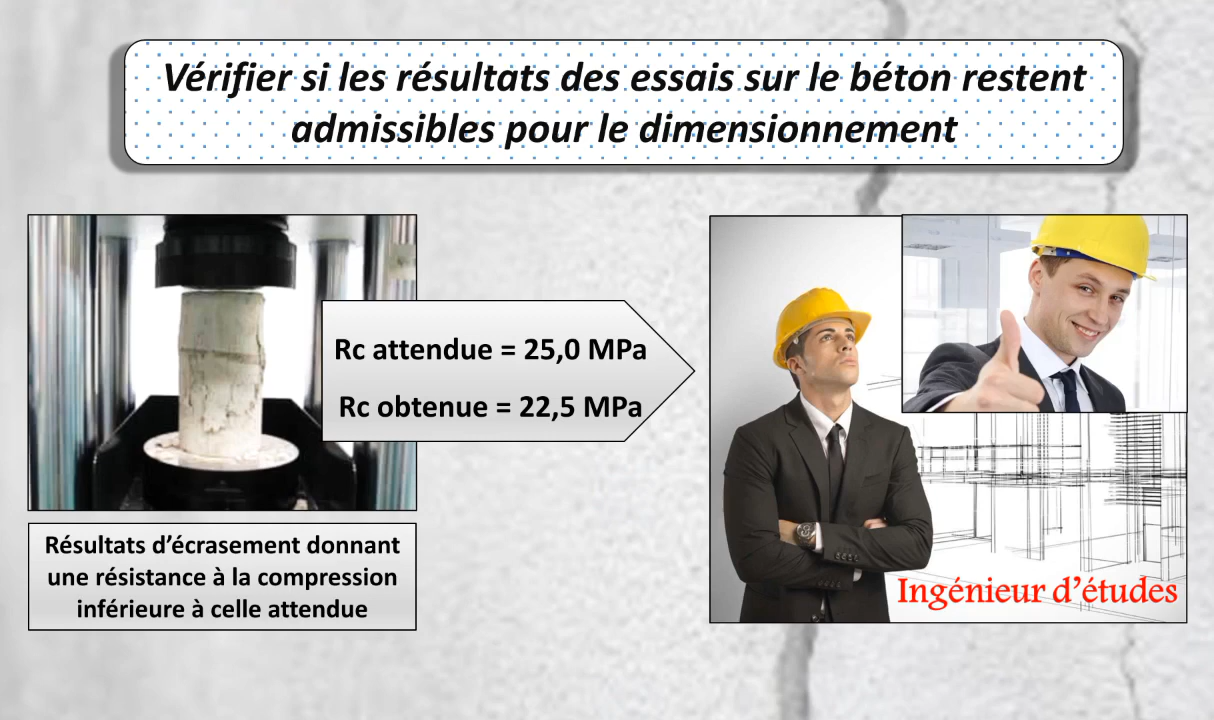 Vérifier si les résultats des essais sur le béton restent
admissibles pour le dimensionnement
Rc attendue = 25,0 MPa
Rc obtenue = 22,5 MPa
Résultats d’écrasement donnant
une résistance à la compression
inférieure à celle attendue
Ingénieur d’études